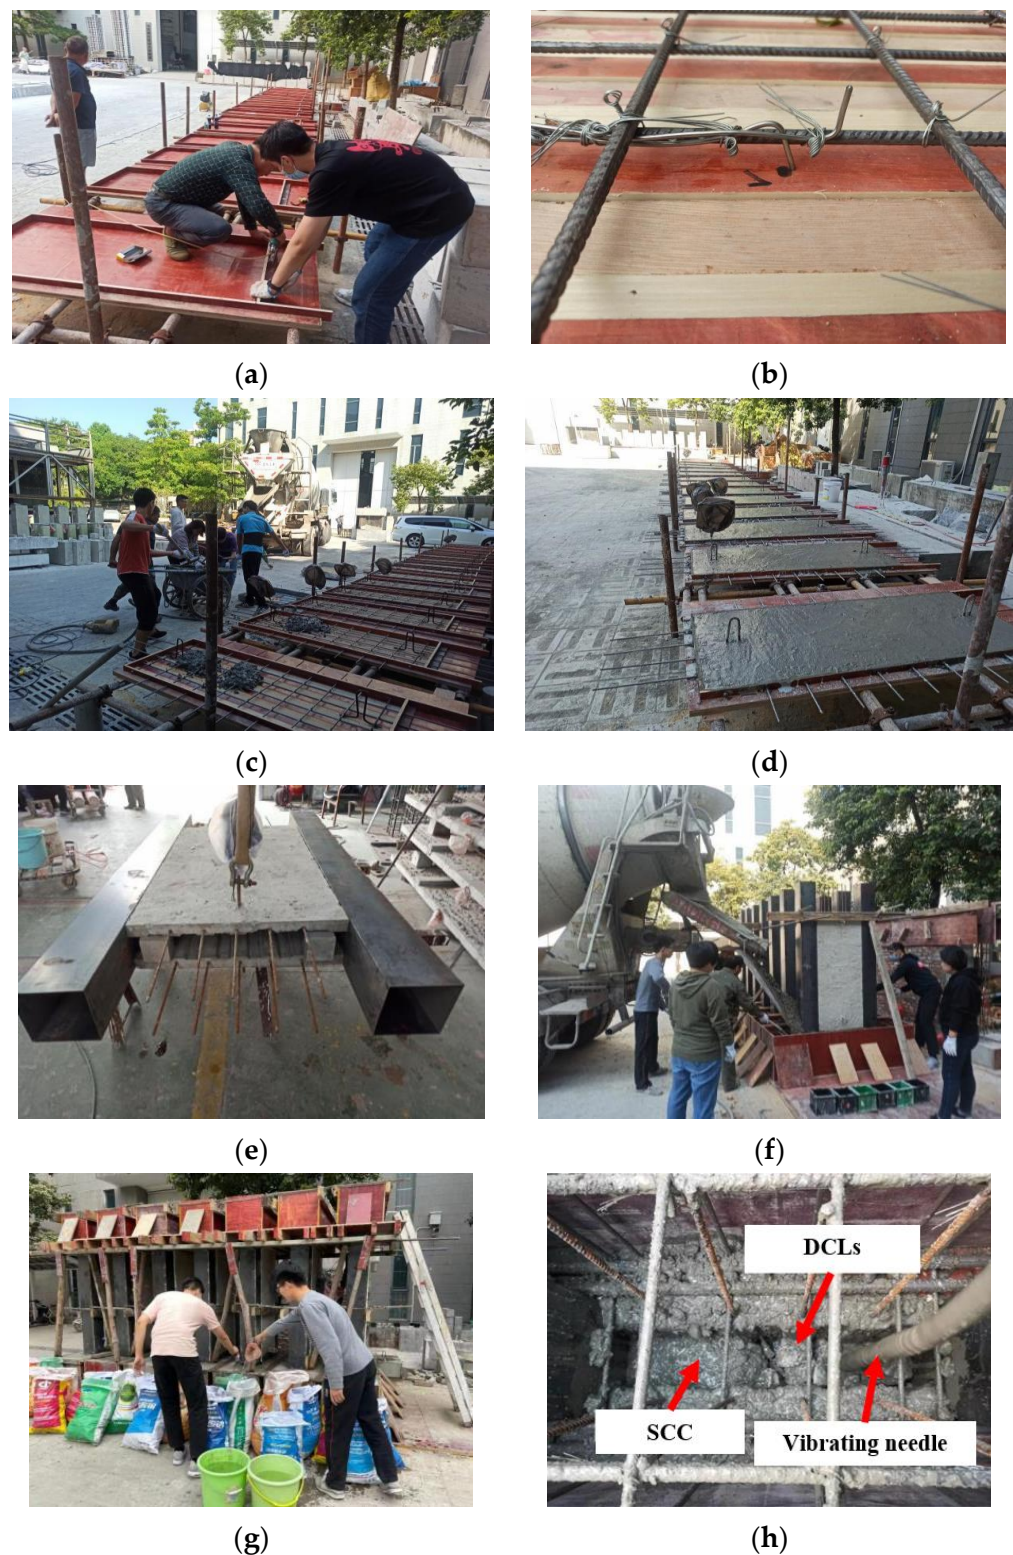 (a)
(b)
(c)
(d)
(e)
(f)
(g)
DCLs
SCC
Vibrating needle
(h)